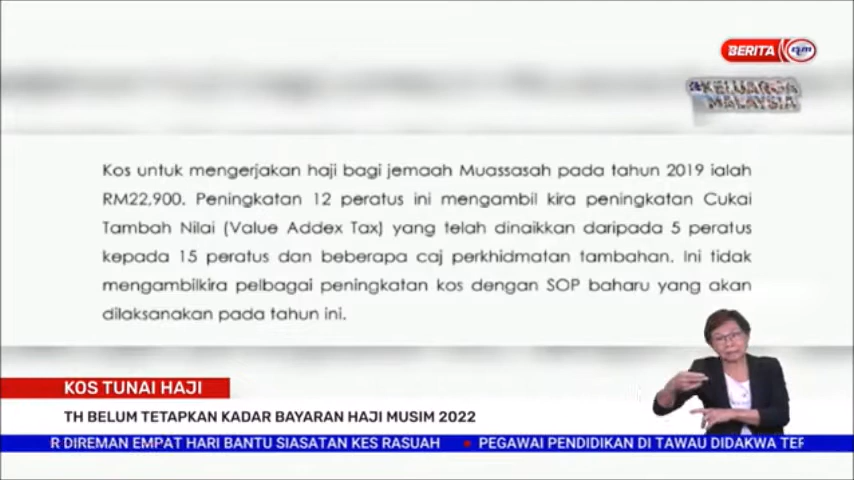 BERITA rtm
#KELUARGA
MALAYSIA
Kos untuk mengerjakan haji bagi jemaah Muassasah pada tahun 2019 ialah
RM22,900. Peningkatan 12 peratus ini mengambil kira peningkatan Cukai
Tambah Nilai (Value Addex Tax) yang telah dinaikkan daripada 5 peratus
kepada 15 peratus dan beberapa caj perkhidmatan tambahan. Ini tidak
mengambilkira pelbagai peningkatan kos dengan SOP baharu yang akan
dilaksanakan pada tahun ini.
KOS TUNAI HAJI
TH BELUM TETAPKAN KADAR BAYARAN HAJI MUSIM 2022
R DIREMAN EMPAT HARI BANTU SIASATAN KES RASUAH • PEGAWAI PENDIDIKAN DI TAWAU DIDAKWA TER